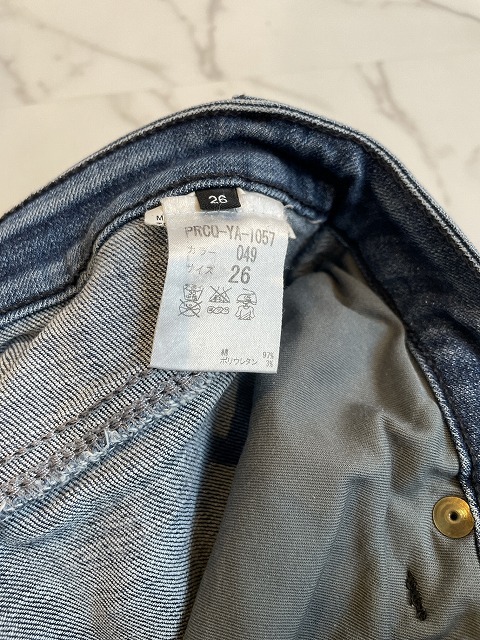 26
M
PRCQ-YA-1057
カラー 049
サイズ 26
綿 97%
ポリウレタン 3%